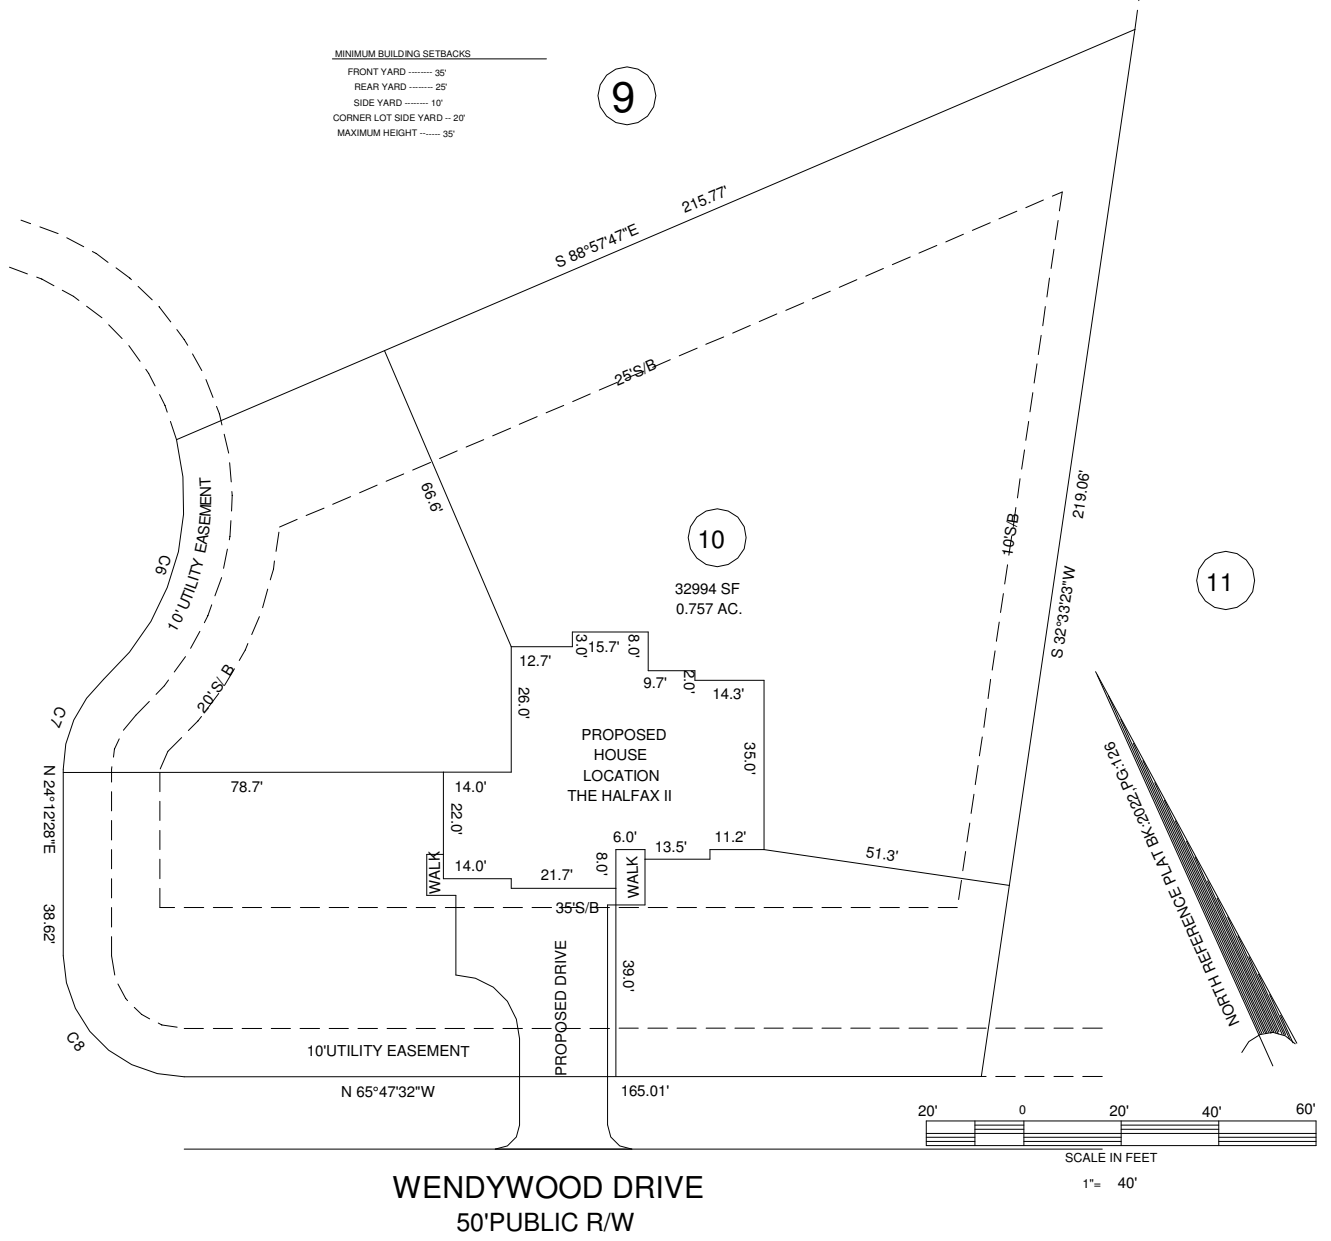 MINIMUM BUILDING SETBACKS
FRONT YARD -------- 35'
REAR YARD -------- 25'
SIDE YARD -------- 10'
CORNER LOT SIDE YARD -- 20'
MAXIMUM HEIGHT ------ 35'
9
215.77'
S 88°57'47"E
25'S/B
66.6'
10'UTILITY EASEMENT
C6
20'S/ B
C7
10
32994 SF
0.757 AC.
10'S/B
219.06'
S 32°33'23"W
11
12.7'
3.0'
15.7'
8.0'
9.7'
2.0'
14.3'
26.0'
35.0'
PROPOSED
HOUSE
LOCATION
THE HALFAX II
N 24°12'28"E
38.62'
78.7'
14.0'
22.0'
WALK
14.0'
21.7'
6.0'
8.0'
WALK
13.5'
11.2'
51.3'
35'S/B
PROPOSED DRIVE
39.0'
NORTH REFERENCE PLAT BK:2022,PG:126
C8
10'UTILITY EASEMENT
N 65°47'32"W
165.01'
20' 0 20' 40' 60'
SCALE IN FEET
1"= 40'
WENDYWOOD DRIVE
50'PUBLIC R/W